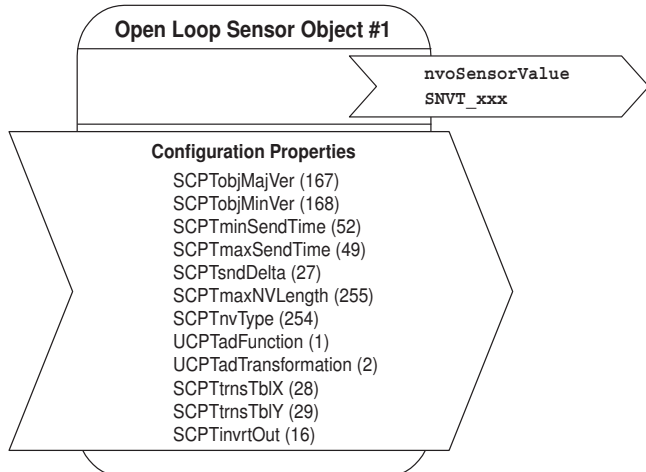 Open Loop Sensor Object #1
nvoSensorValue
SNVT_xxx
Configuration Properties
SCPTobjMajVer (167)
SCPTobjMinVer (168)
SCPTminSendTime (52)
SCPTmaxSendTime (49)
SCPTsndDelta (27)
SCPTmaxNVLength (255)
SCPTnvType (254)
UCPTadFunction (1)
UCPTadTransformation (2)
SCPTtrnsTblX (28)
SCPTtrnsTblY (29)
SCPTinvrtOut (16)